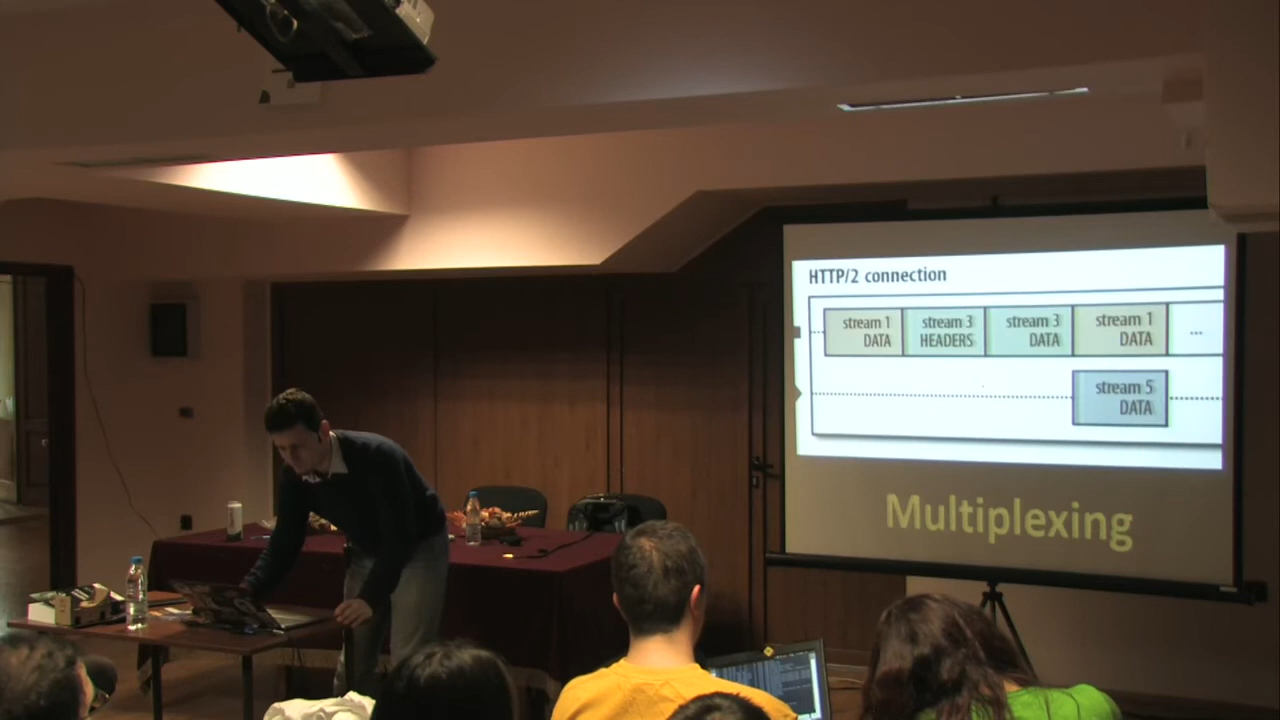 HTTP/2 connection
stream 1
DATA
stream 3
HEADERS
stream 3
DATA
stream 1
DATA
...
stream 5
DATA
Multiplexing